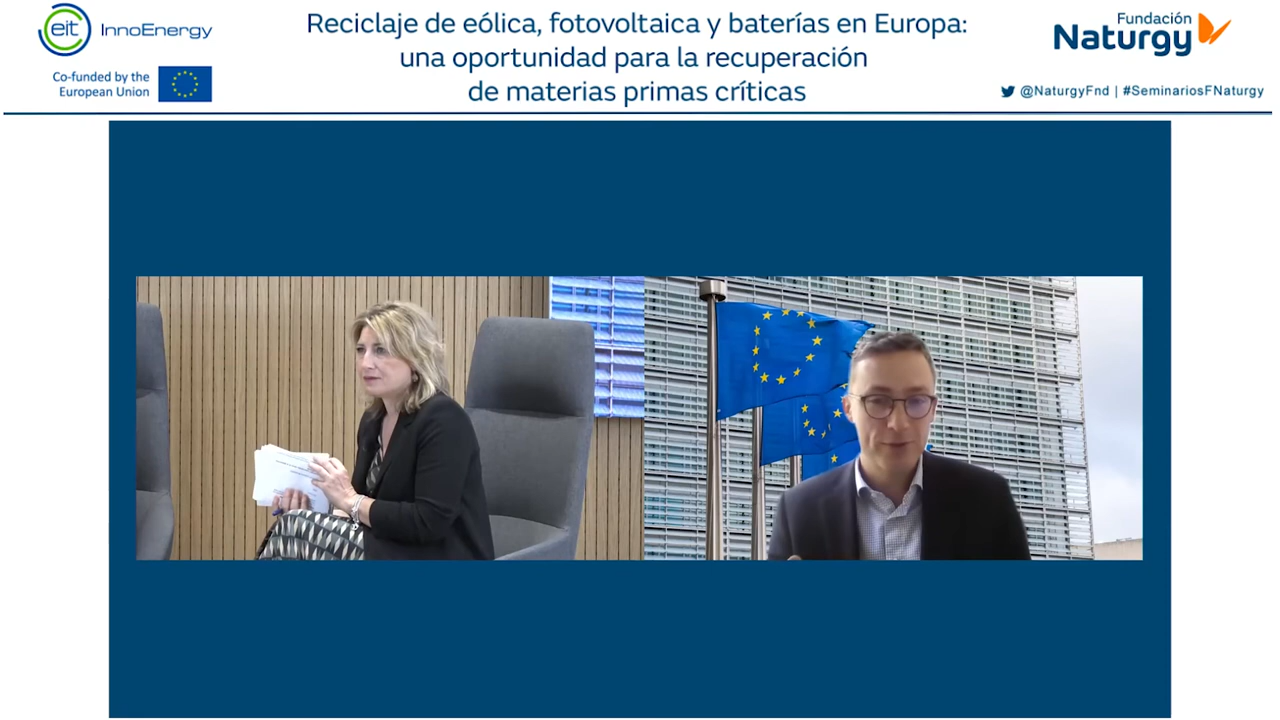 eit InnoEnergy
Co-funded by the
European Union
Reciclaje de eólica, fotovoltaica y baterías en Europa:
una oportunidad para la recuperación
de materias primas críticas
Fundación
Naturgy
@NaturgyFnd | #SeminariosFNaturgy